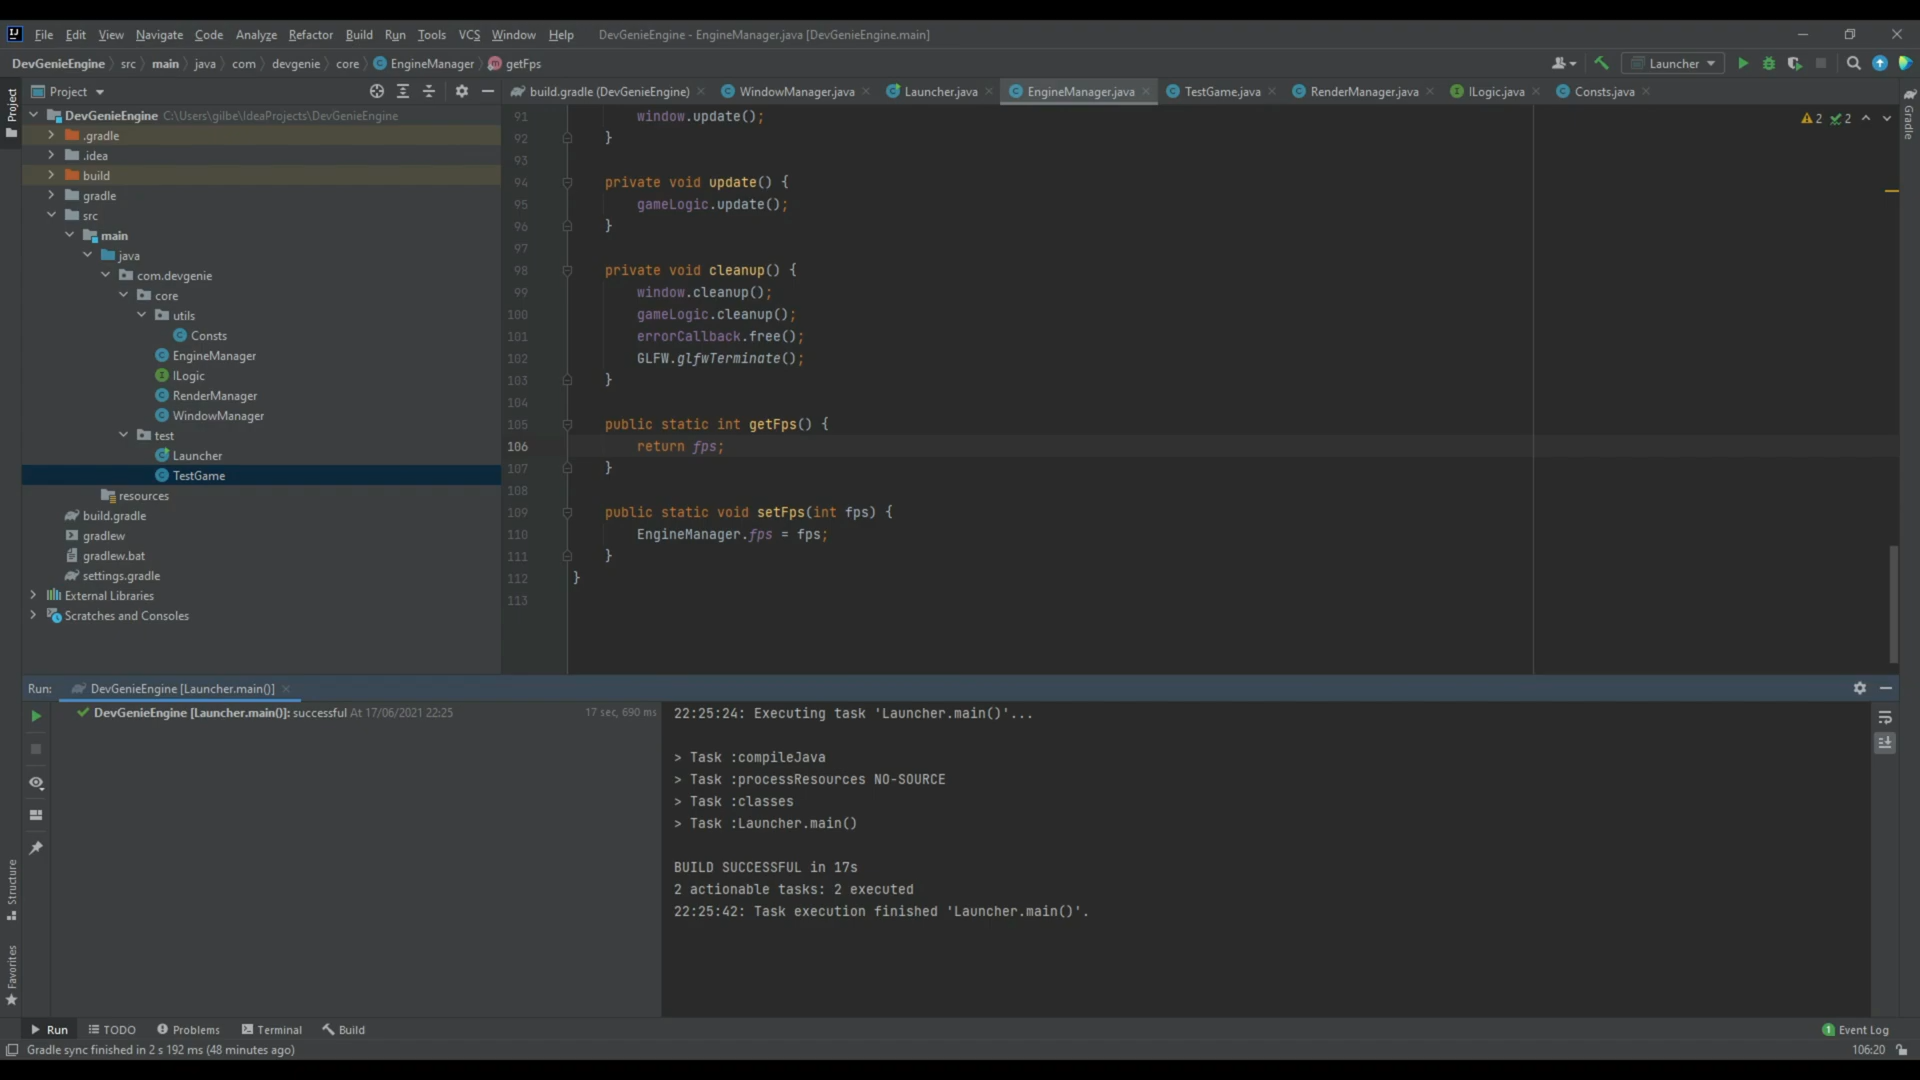 File Edit View Navigate Code Analyze Refactor Build Run Tools VCS Window Help DevGenieEngine - EngineManager.java [DevGenieEngine.main]
DevGenieEngine src main java com devgenie core EngineManager getFps Launcher
Project
build.gradle (DevGenieEngine) WindowManager.java Launcher.java EngineManager.java TestGame.java RenderManager.java ILogic.java Consts.java
Project
Gradle
DevGenieEngine C:\Users\gilbe\IdeaProjects\DevGenieEngine
.gradle
.idea
build
gradle
src
main
java
com.devgenie
core
utils
Consts
EngineManager
ILogic
RenderManager
WindowManager
test
Launcher
TestGame
resources
build.gradle
gradlew
gradlew.bat
settings.gradle
External Libraries
Scratches and Consoles
2 2
91 window.update();
92 }
93
94 private void update() {
95 gameLogic.update();
96 }
97
98 private void cleanup() {
99 window.cleanup();
100 gameLogic.cleanup();
101 errorCallback.free();
102 GLFW.glfwTerminate();
103 }
104
105 public static int getFps() {
106 return fps;
107 }
108
109 public static void setFps(int fps) {
110 EngineManager.fps = fps;
111 }
112 }
113
Run: DevGenieEngine [Launcher.main()]
DevGenieEngine [Launcher.main()]: successful At 17/06/2021 22:25 17 sec, 690 ms
22:25:24: Executing task 'Launcher.main()'...
> Task :compileJava
> Task :processResources NO-SOURCE
> Task :classes
> Task :Launcher.main()
BUILD SUCCESSFUL in 17s
2 actionable tasks: 2 executed
22:25:42: Task execution finished 'Launcher.main()'.
Structure
Favorites
Run TODO Problems Terminal Build 1 Event Log
Gradle sync finished in 2 s 192 ms (48 minutes ago) 106:20